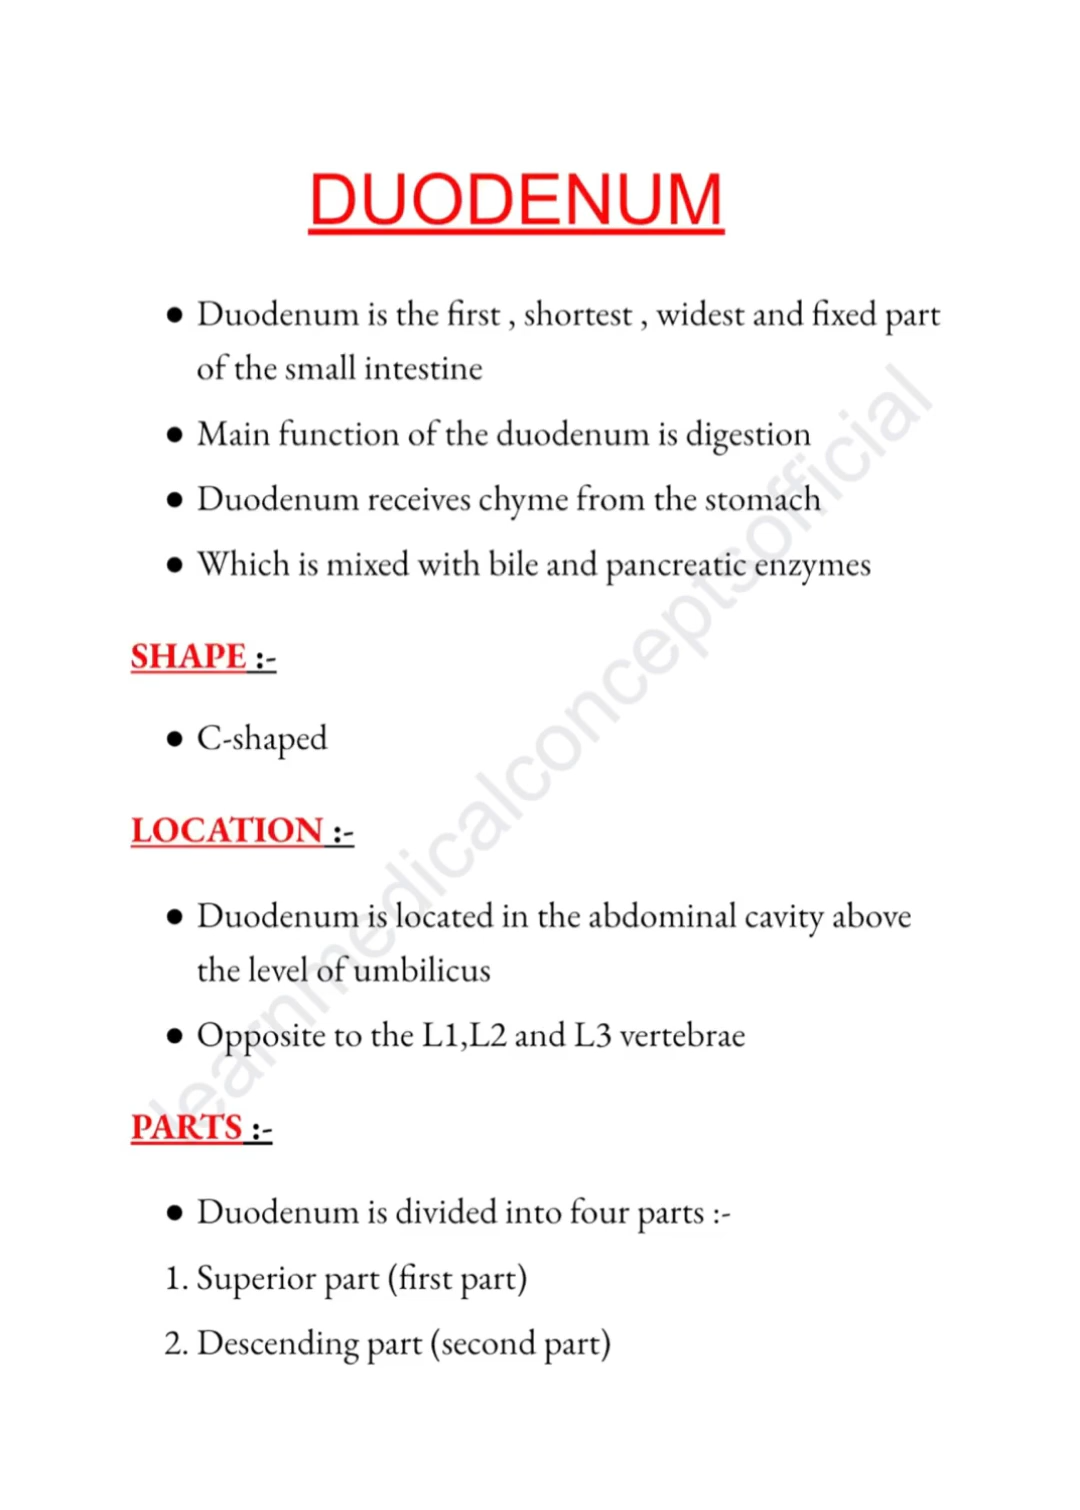 DUODENUM
● Duodenum is the first , shortest , widest and fixed part
of the small intestine
● Main function of the duodenum is digestion
● Duodenum receives chyme from the stomach
● Which is mixed with bile and pancreatic enzymes
SHAPE :-
● C-shaped
LOCATION :-
● Duodenum is located in the abdominal cavity above
the level of umbilicus
● Opposite to the L1,L2 and L3 vertebrae
PARTS :-
● Duodenum is divided into four parts :-
1. Superior part (first part)
2. Descending part (second part)
learnmedicalconceptsofficial